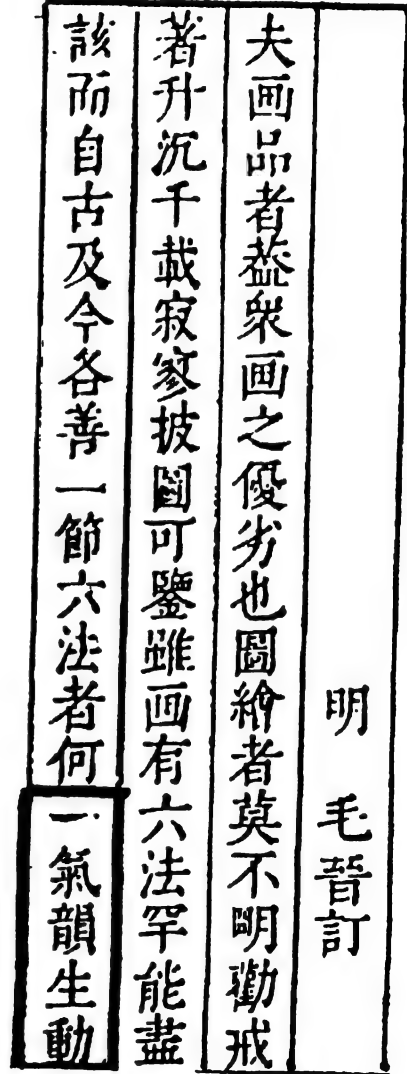 明 毛晉訂
夫画品者葢衆画之優劣也圖繪者莫不明勸戒
著升沉千載寂寥披圖可鑒雖画有六法罕能盡
該而自古及今各善一節六法者何一氣韻生動